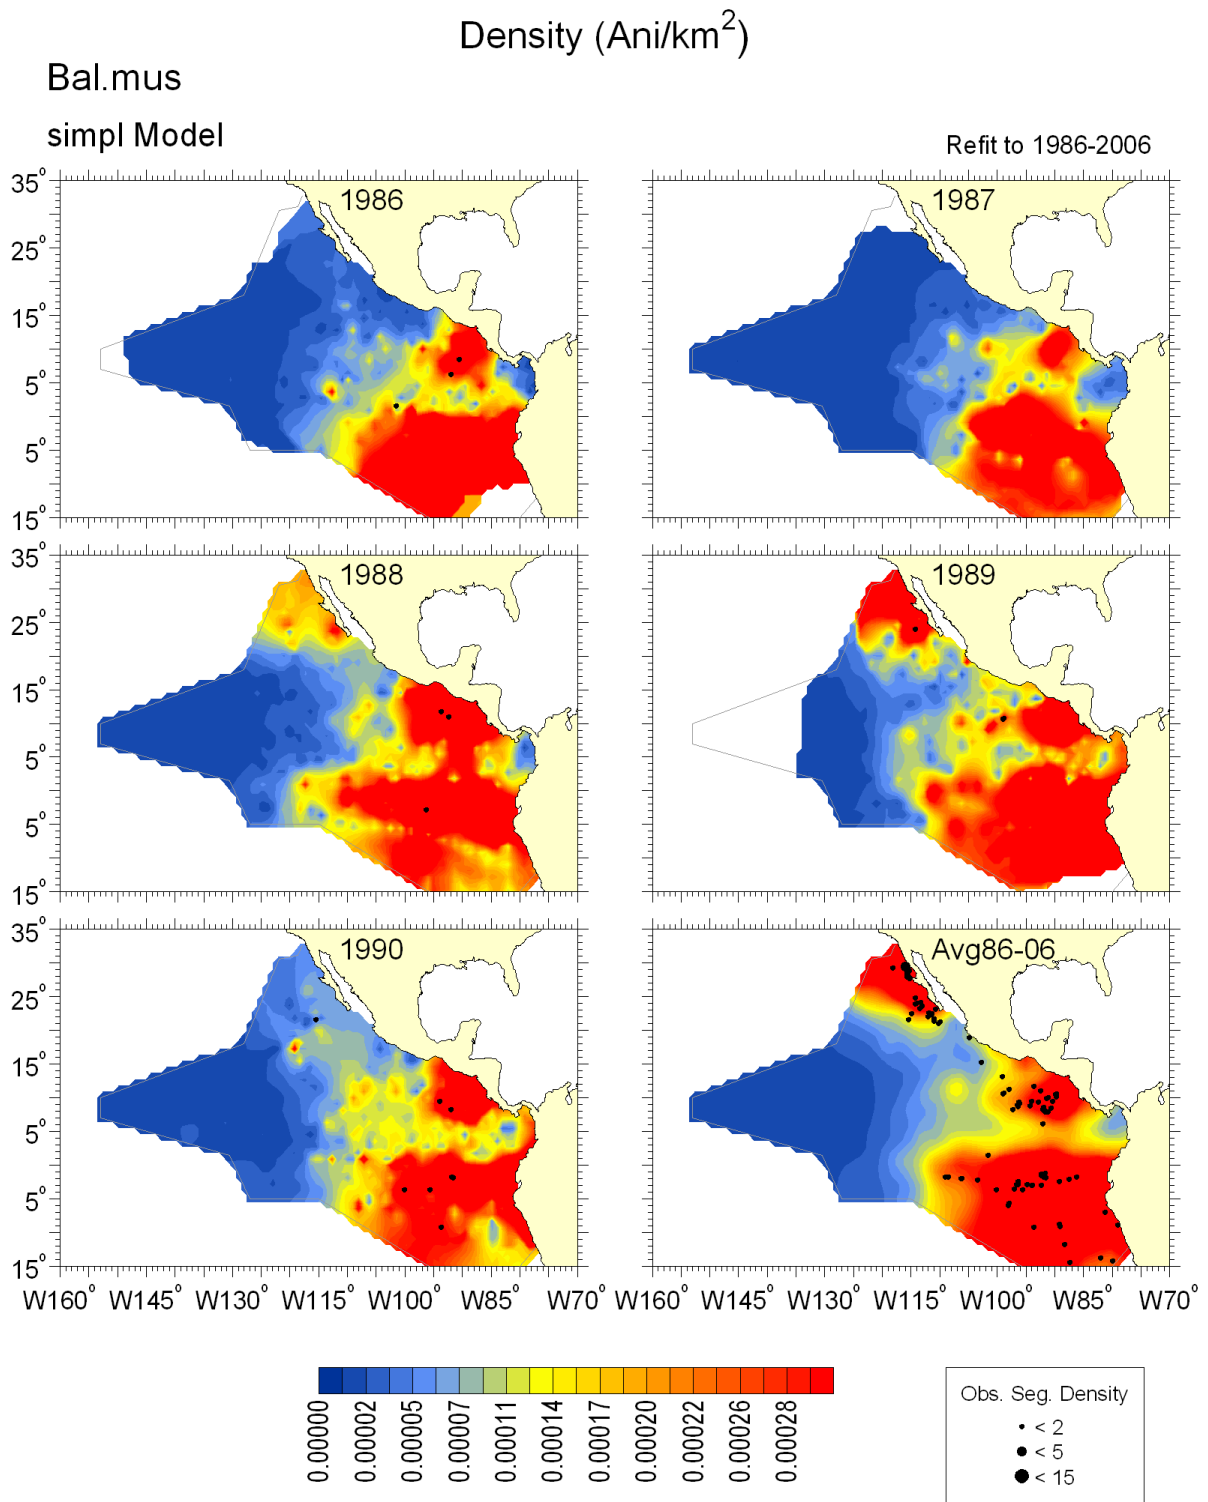 Density (Ani/km²)
Bal.mus
simpl Model
Refit to 1986-2006
1986
1987
35° 25° 15° 5° 5° 15°
1988
1989
35° 25° 15° 5° 5° 15°
1990
Avg86-06
35° 25° 15° 5° 5° 15°
W160° W145° W130° W115° W100° W85° W70° W160° W145° W130° W115° W100° W85° W70°
0.00000 0.00002 0.00005 0.00007 0.00011 0.00014 0.00017 0.00020 0.00022 0.00026 0.00028
Obs. Seg. Density
< 2
< 5
< 15